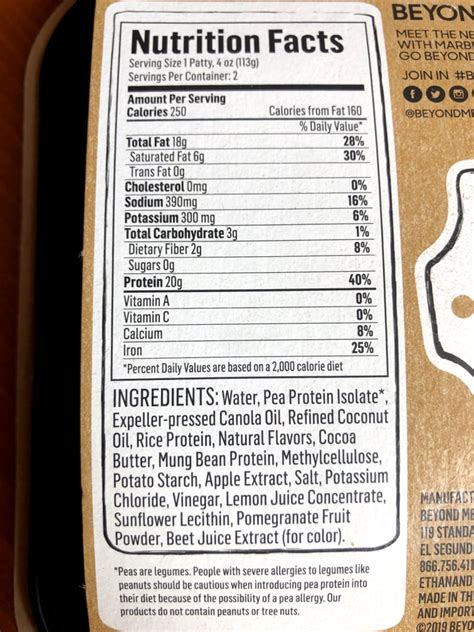 Nutrition Facts
Serving Size 1 Patty, 4 oz (113g)
Servings Per Container: 2
Amount Per Serving
Calories 250 Calories from Fat 160
% Daily Value*
Total Fat 18g 28%
Saturated Fat 6g 30%
Trans Fat 0g
Cholesterol 0mg 0%
Sodium 390mg 16%
Potassium 300 mg 6%
Total Carbohydrate 3g 1%
Dietary Fiber 2g 8%
Sugars 0g
Protein 20g 40%
Vitamin A 0%
Vitamin C 0%
Calcium 8%
Iron 25%
*Percent Daily Values are based on a 2,000 calorie diet
INGREDIENTS: Water, Pea Protein Isolate*,
Expeller-pressed Canola Oil, Refined Coconut
Oil, Rice Protein, Natural Flavors, Cocoa
Butter, Mung Bean Protein, Methylcellulose,
Potato Starch, Apple Extract, Salt, Potassium
Chloride, Vinegar, Lemon Juice Concentrate,
Sunflower Lecithin, Pomegranate Fruit
Powder, Beet Juice Extract (for color).
*Peas are legumes. People with severe allergies to legumes like
peanuts should be cautious when introducing pea protein into
their diet because of the possibility of a pea allergy. Our
products do not contain peanuts or tree nuts.
BEYON
MEET THE NE
WITH MARB
GO BEYOND
JOIN IN #B
@BEYONDME
MANUFACT
BEYOND ME
119 STANDA
EL SEGUND
866.756.411
ETHANAND
MADE IN TH
AND IMPORT
©2019 BEYO